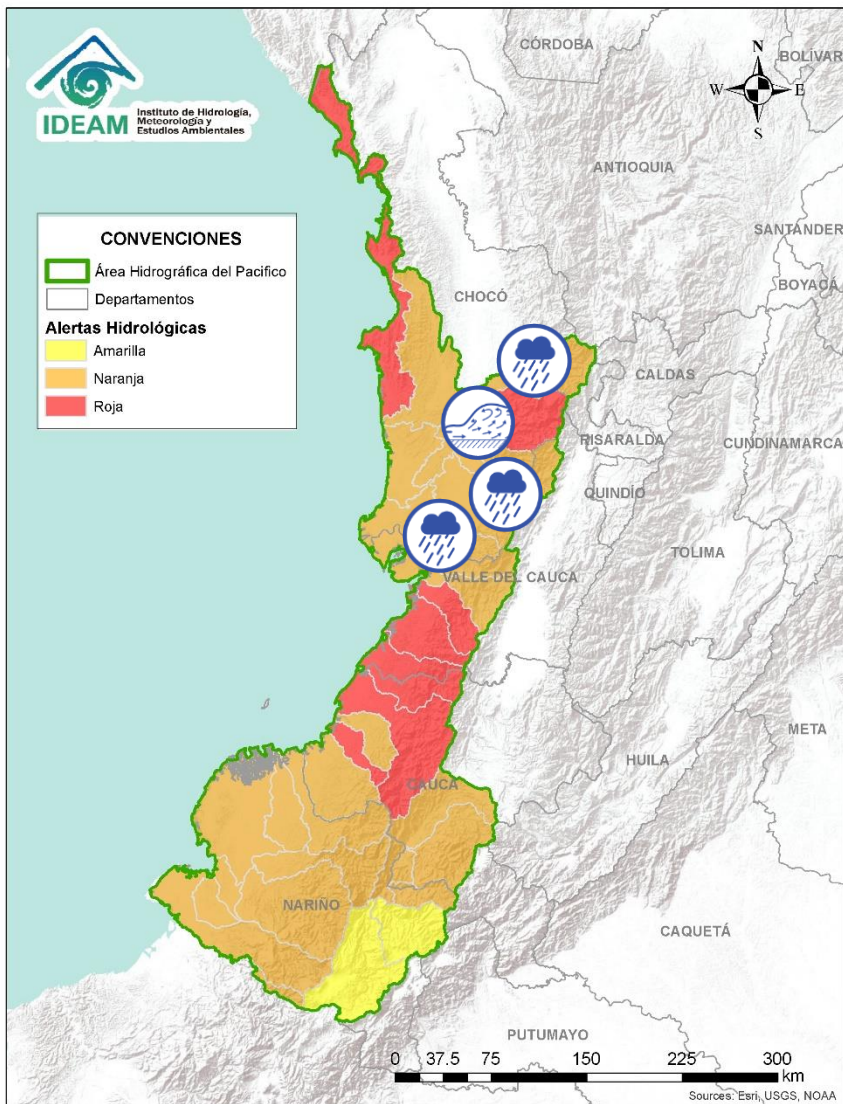 IDEAM
Instituto de Hidrología,
Meteorología y
Estudios Ambientales
CÓRDOBA
BOLÍVAR
N
W
E
S
ANTIOQUIA
SANTANDER
BOYACÁ
CONVENCIONES
Área Hidrográfica del Pacifico
Departamentos
Alertas Hidrológicas
Amarilla
Naranja
Roja
CHOCÓ
CALDAS
RISARALDA
CUNDINAMARCA
QUINDÍO
TOLIMA
VALLE DEL CAUCA
META
HUILA
CAUCA
NARIÑO
CAQUETÁ
PUTUMAYO
0 37.5 75 150 225 300
km
Sources: Esri, USGS, NOAA